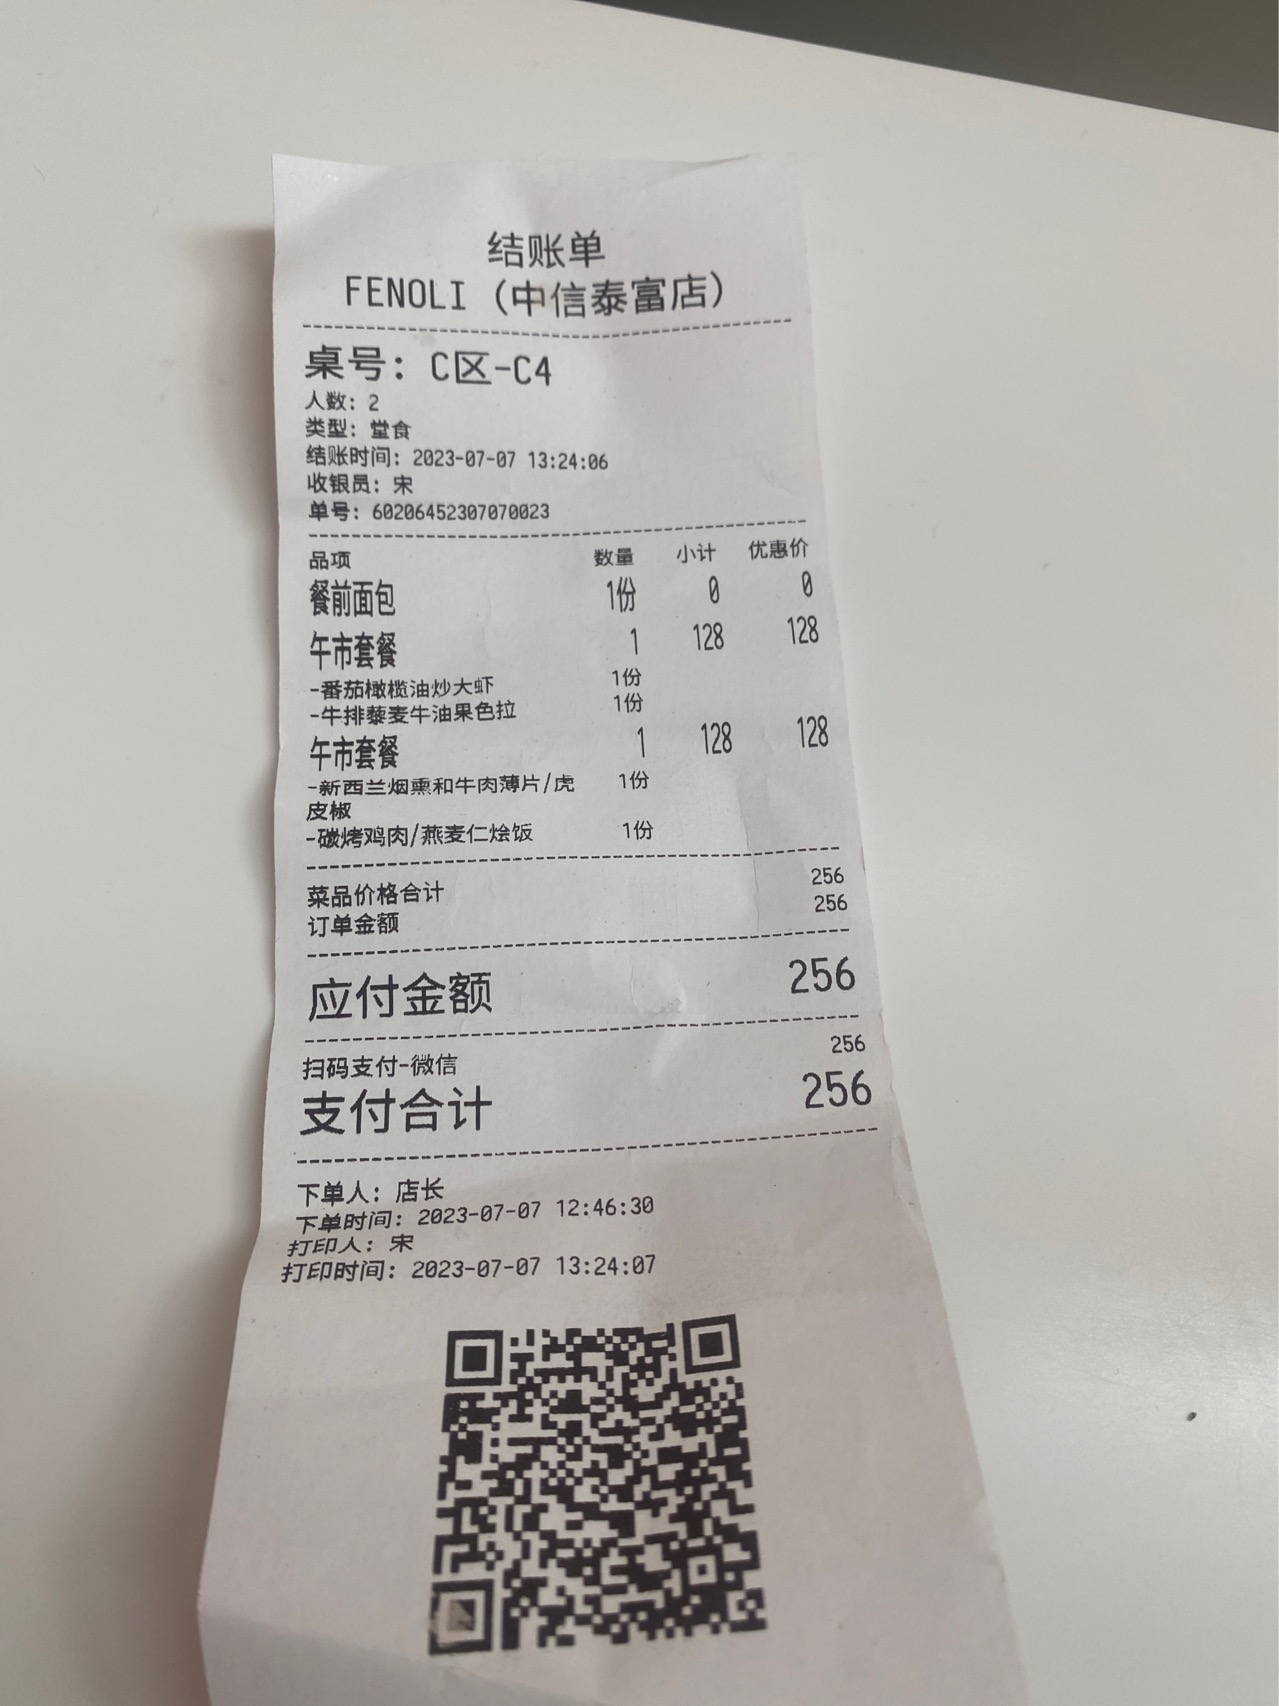 结账单
FENOLI (中信泰富店)
桌号: C区-C4
人数: 2
类型: 堂食
结账时间: 2023-07-07 13:24:06
收银员: 宋
单号: 60206452307070023
品项 数量 小计 优惠价
餐前面包 1份 0 0
午市套餐 1 128 128
-番茄橄榄油炒大虾 1份
-牛排藜麦牛油果色拉 1份
午市套餐 1 128 128
-新西兰烟熏和牛肉薄片/虎 1份
皮椒
-碳烤鸡肉/燕麦仁烩饭 1份
菜品价格合计 256
订单金额 256
应付金额 256
扫码支付-微信 256
支付合计 256
下单人: 店长
下单时间: 2023-07-07 12:46:30
打印人: 宋
打印时间: 2023-07-07 13:24:07